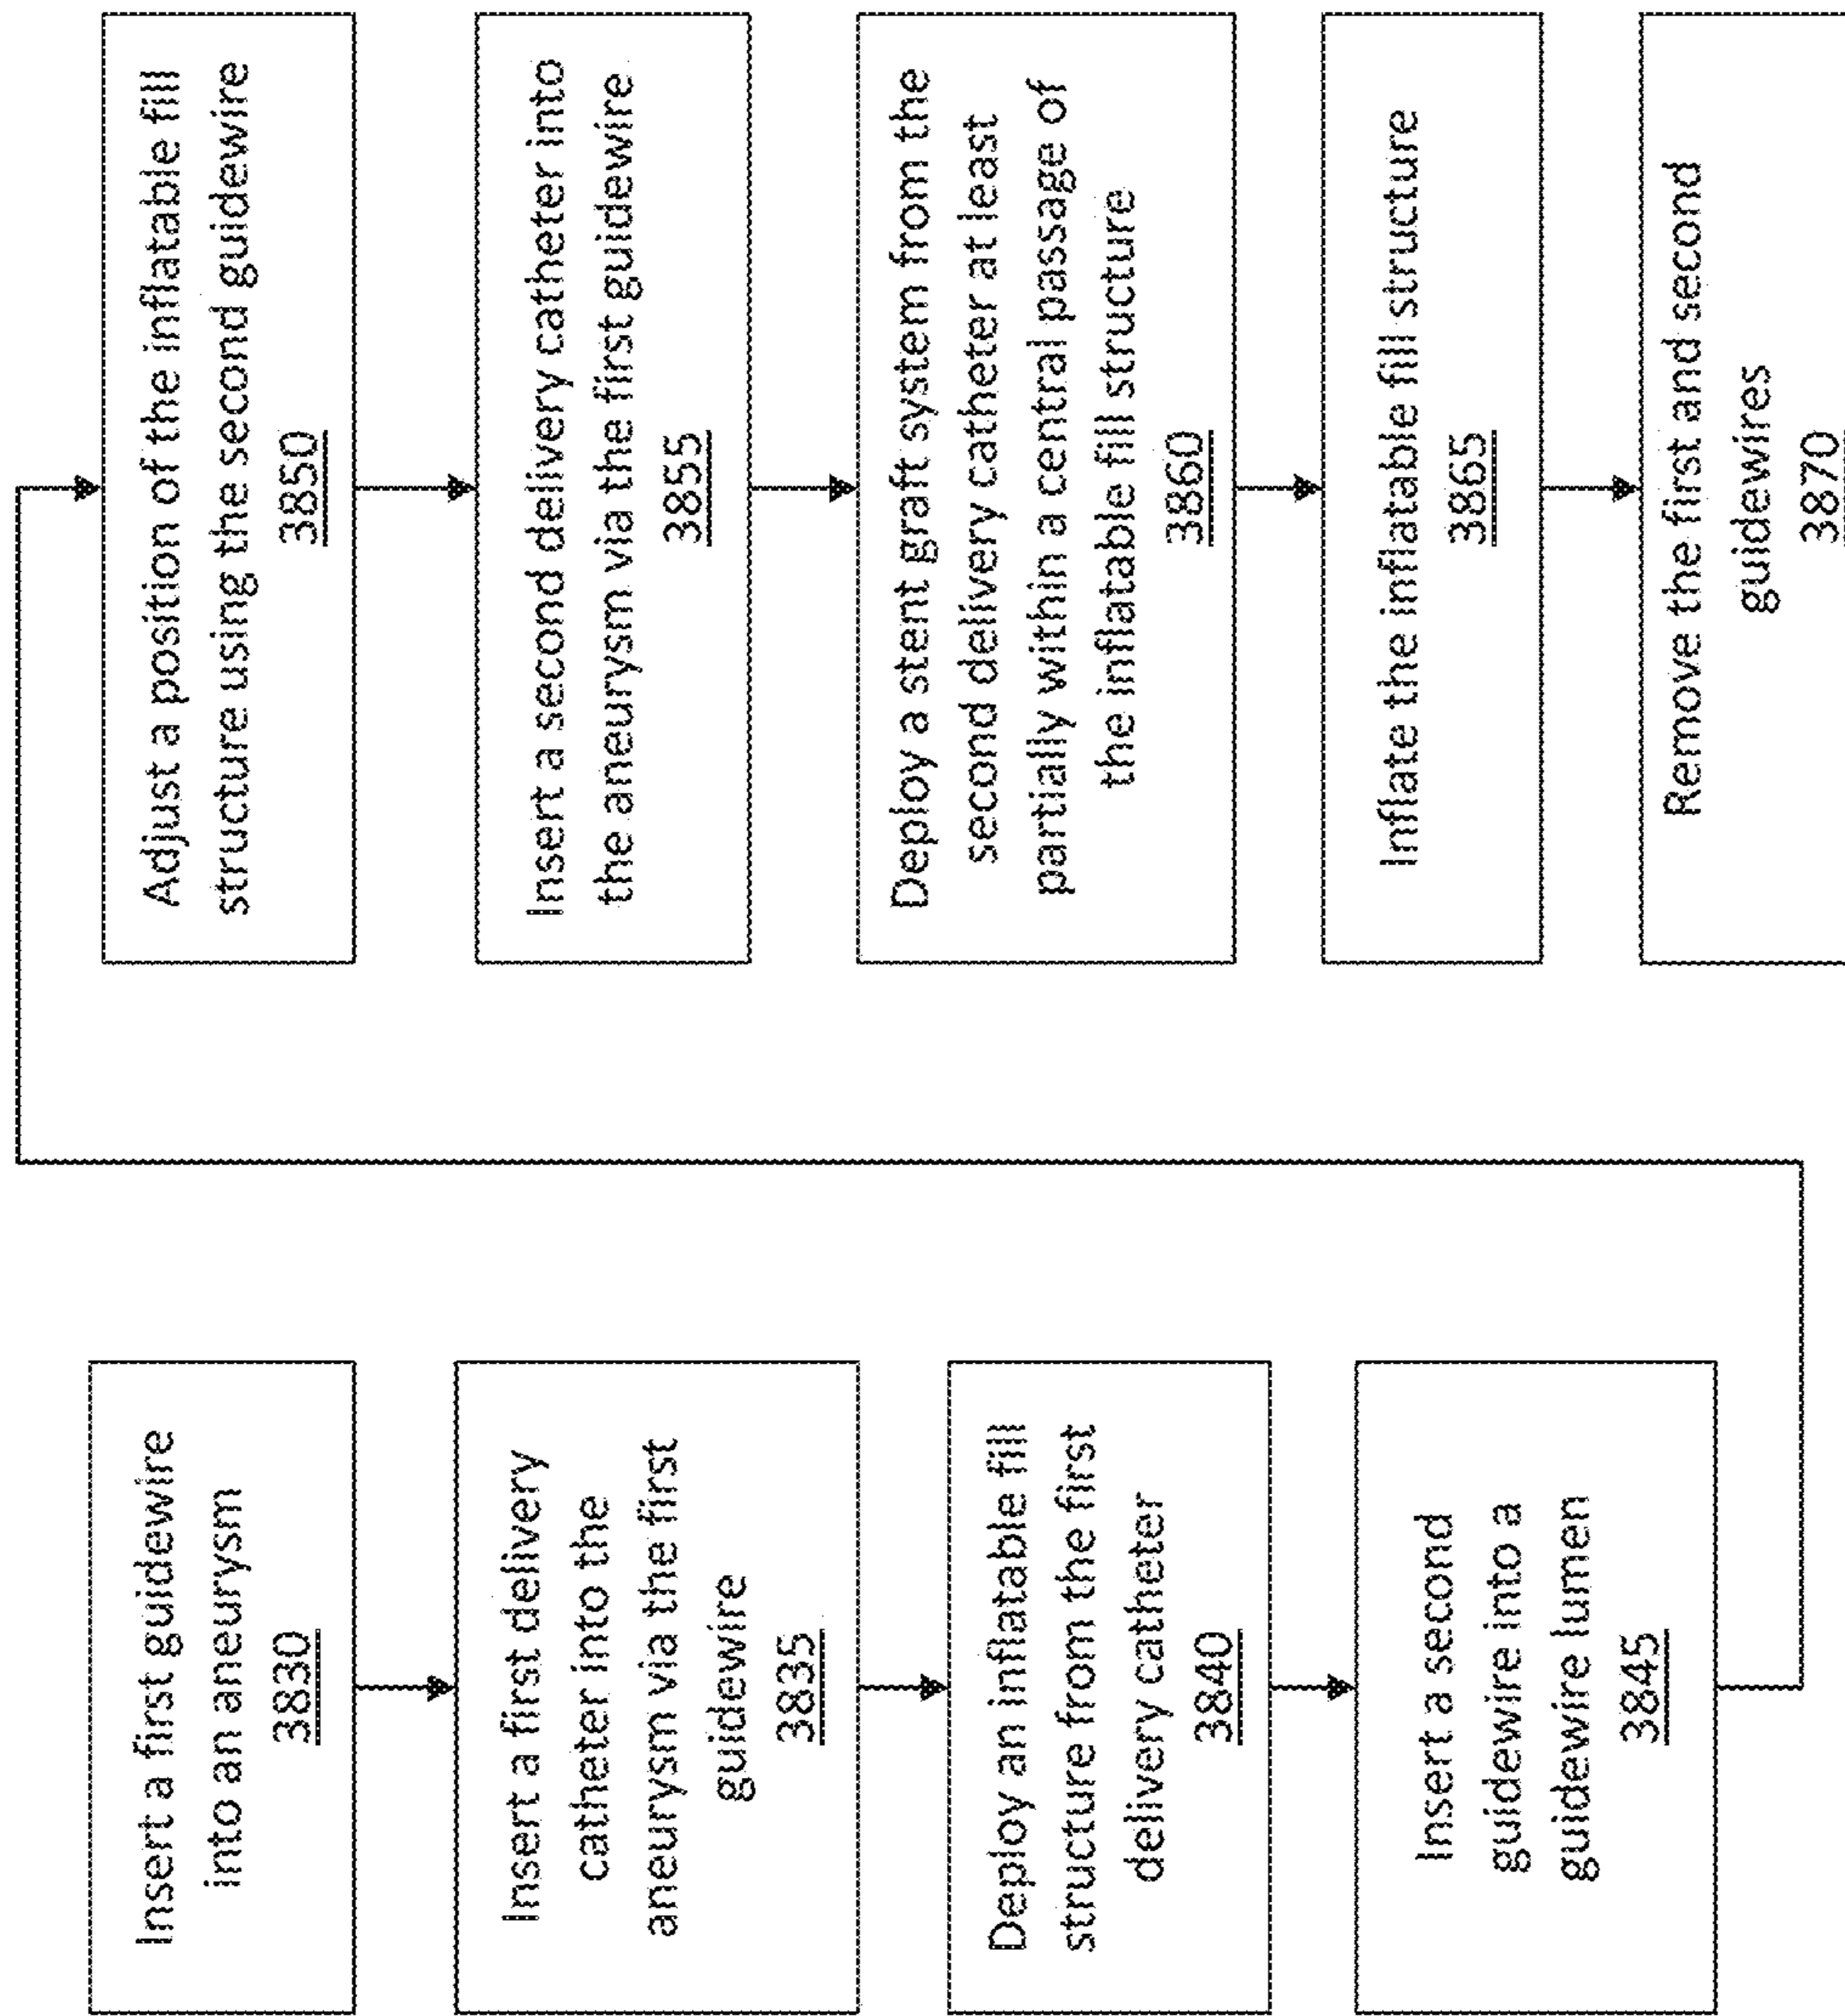 Insert a first guidewire
into an aneurysm
3830
Insert a first delivery
catheter into the
aneurysm via the first
guidewire
3835
Deploy an inflatable fill
structure from the first
delivery catheter
3840
Insert a second
guidewire into a
guidewire lumen
3845
Adjust a position of the inflatable fill
structure using the second guidewire
3850
Insert a second delivery catheter into
the aneurysm via the first guidewire
3855
Deploy a stent graft system from the
second delivery catheter at least
partially within a central passage of
the inflatable fill structure
3860
Inflate the inflatable fill structure
3865
Remove the first and second
guidewires
3870